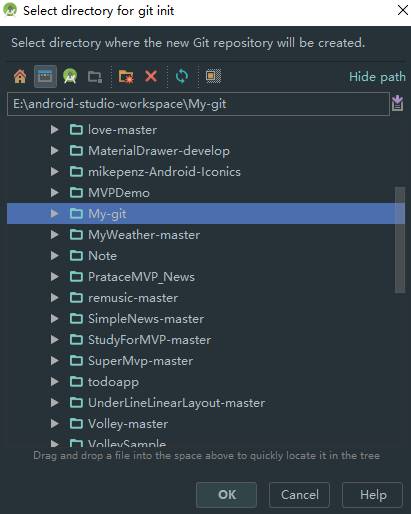 Select directory for git init
Select directory where the new Git repository will be created.
Hide path
E:\android-studio-workspace\My-git
love-master
MaterialDrawer-develop
mikepenz-Android-Iconics
MVPDemo
My-git
MyWeather-master
Note
PrataceMVP_News
remusic-master
SimpleNews-master
StudyForMVP-master
SuperMvp-master
todoapp
UnderLineLinearLayout-master
Volley-master
VolleySample
Drag and drop a file into the space above to quickly locate it in the tree
OK Cancel Help